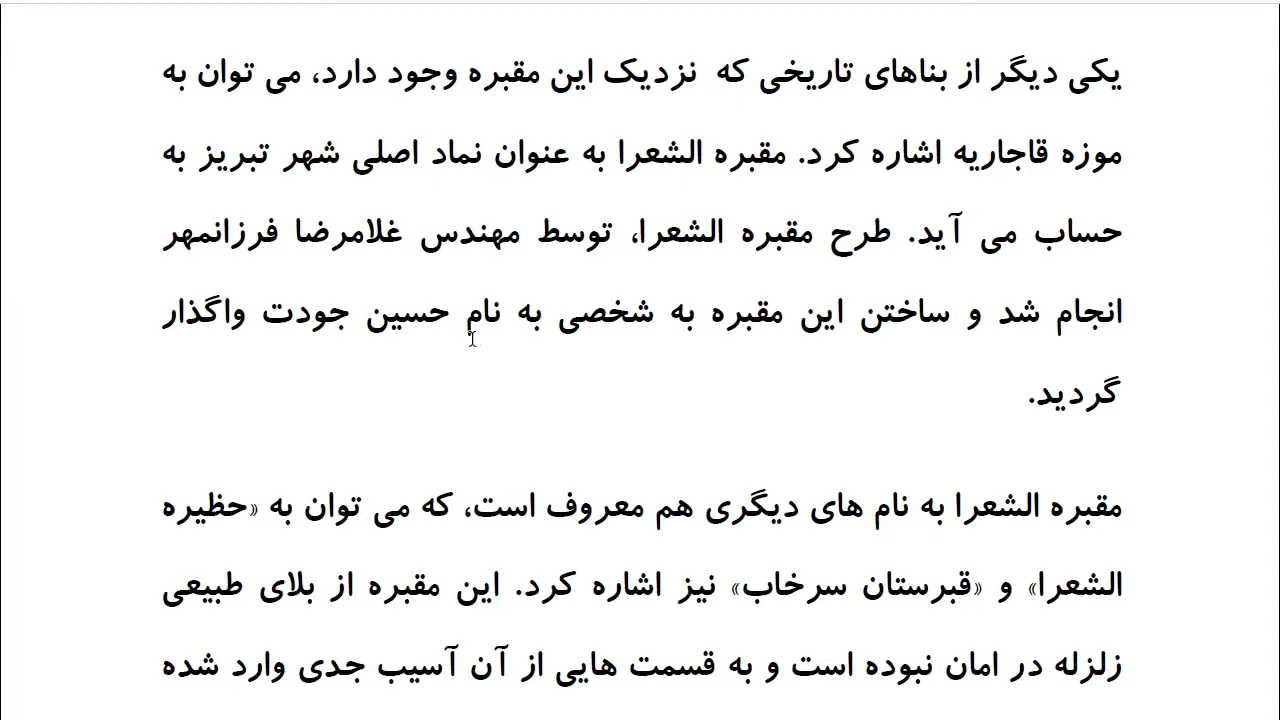 یکی دیگر از بناهای تاریخی که نزدیک این مقبره وجود دارد، می توان به
موزه قاجاریه اشاره کرد. مقبره الشعرا به عنوان نماد اصلی شهر تبریز به
حساب می آید. طرح مقبره الشعرا، توسط مهندس غلامرضا فرزانمهر
انجام شد و ساختن این مقبره به شخصی به نام حسین جودت واگذار
گردید.
مقبره الشعرا به نام های دیگری هم معروف است، که می توان به «حظیره
الشعرا» و «قبرستان سرخاب» نیز اشاره کرد. این مقبره از بلای طبیعی
زلزله در امان نبوده است و به قسمت هایی از آن آسیب جدی وارد شده